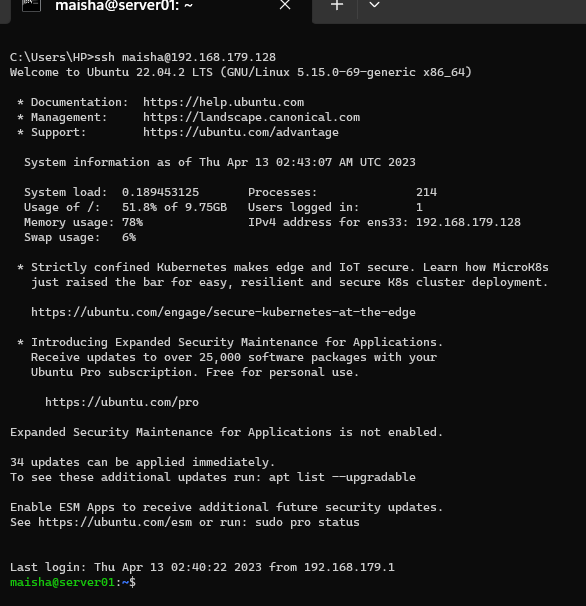 maisha@server01: ~
C:\Users\HP>ssh maisha@192.168.179.128
Welcome to Ubuntu 22.04.2 LTS (GNU/Linux 5.15.0-69-generic x86_64)
* Documentation:  https://help.ubuntu.com
* Management:     https://landscape.canonical.com
* Support:        https://ubuntu.com/advantage
System information as of Thu Apr 13 02:43:07 AM UTC 2023
System load:  0.189453125       Processes:              214
Usage of /:   51.8% of 9.75GB   Users logged in:        1
Memory usage: 78%               IPv4 address for ens33: 192.168.179.128
Swap usage:   6%
* Strictly confined Kubernetes makes edge and IoT secure. Learn how MicroK8s
just raised the bar for easy, resilient and secure K8s cluster deployment.
https://ubuntu.com/engage/secure-kubernetes-at-the-edge
* Introducing Expanded Security Maintenance for Applications.
Receive updates to over 25,000 software packages with your
Ubuntu Pro subscription. Free for personal use.
https://ubuntu.com/pro
Expanded Security Maintenance for Applications is not enabled.
34 updates can be applied immediately.
To see these additional updates run: apt list --upgradable
Enable ESM Apps to receive additional future security updates.
See https://ubuntu.com/esm or run: sudo pro status
Last login: Thu Apr 13 02:40:22 2023 from 192.168.179.1
maisha@server01:~$